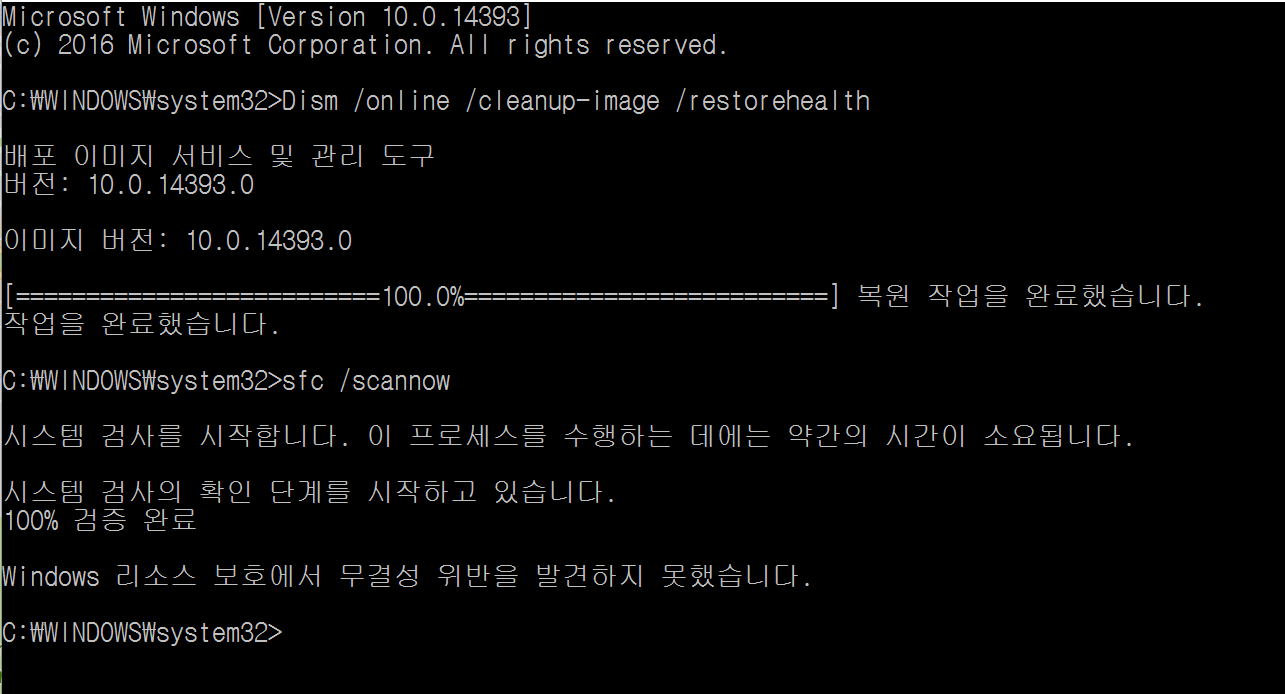 Microsoft Windows [Version 10.0.14393]
(c) 2016 Microsoft Corporation. All rights reserved.
C:₩WINDOWS₩system32>Dism /online /cleanup-image /restorehealth
배포 이미지 서비스 및 관리 도구
버전: 10.0.14393.0
이미지 버전: 10.0.14393.0
[==========================100.0%==========================] 복원 작업을 완료했습니다.
작업을 완료했습니다.
C:₩WINDOWS₩system32>sfc /scannow
시스템 검사를 시작합니다. 이 프로세스를 수행하는 데에는 약간의 시간이 소요됩니다.
시스템 검사의 확인 단계를 시작하고 있습니다.
100% 검증 완료
Windows 리소스 보호에서 무결성 위반을 발견하지 못했습니다.
C:₩WINDOWS₩system32>